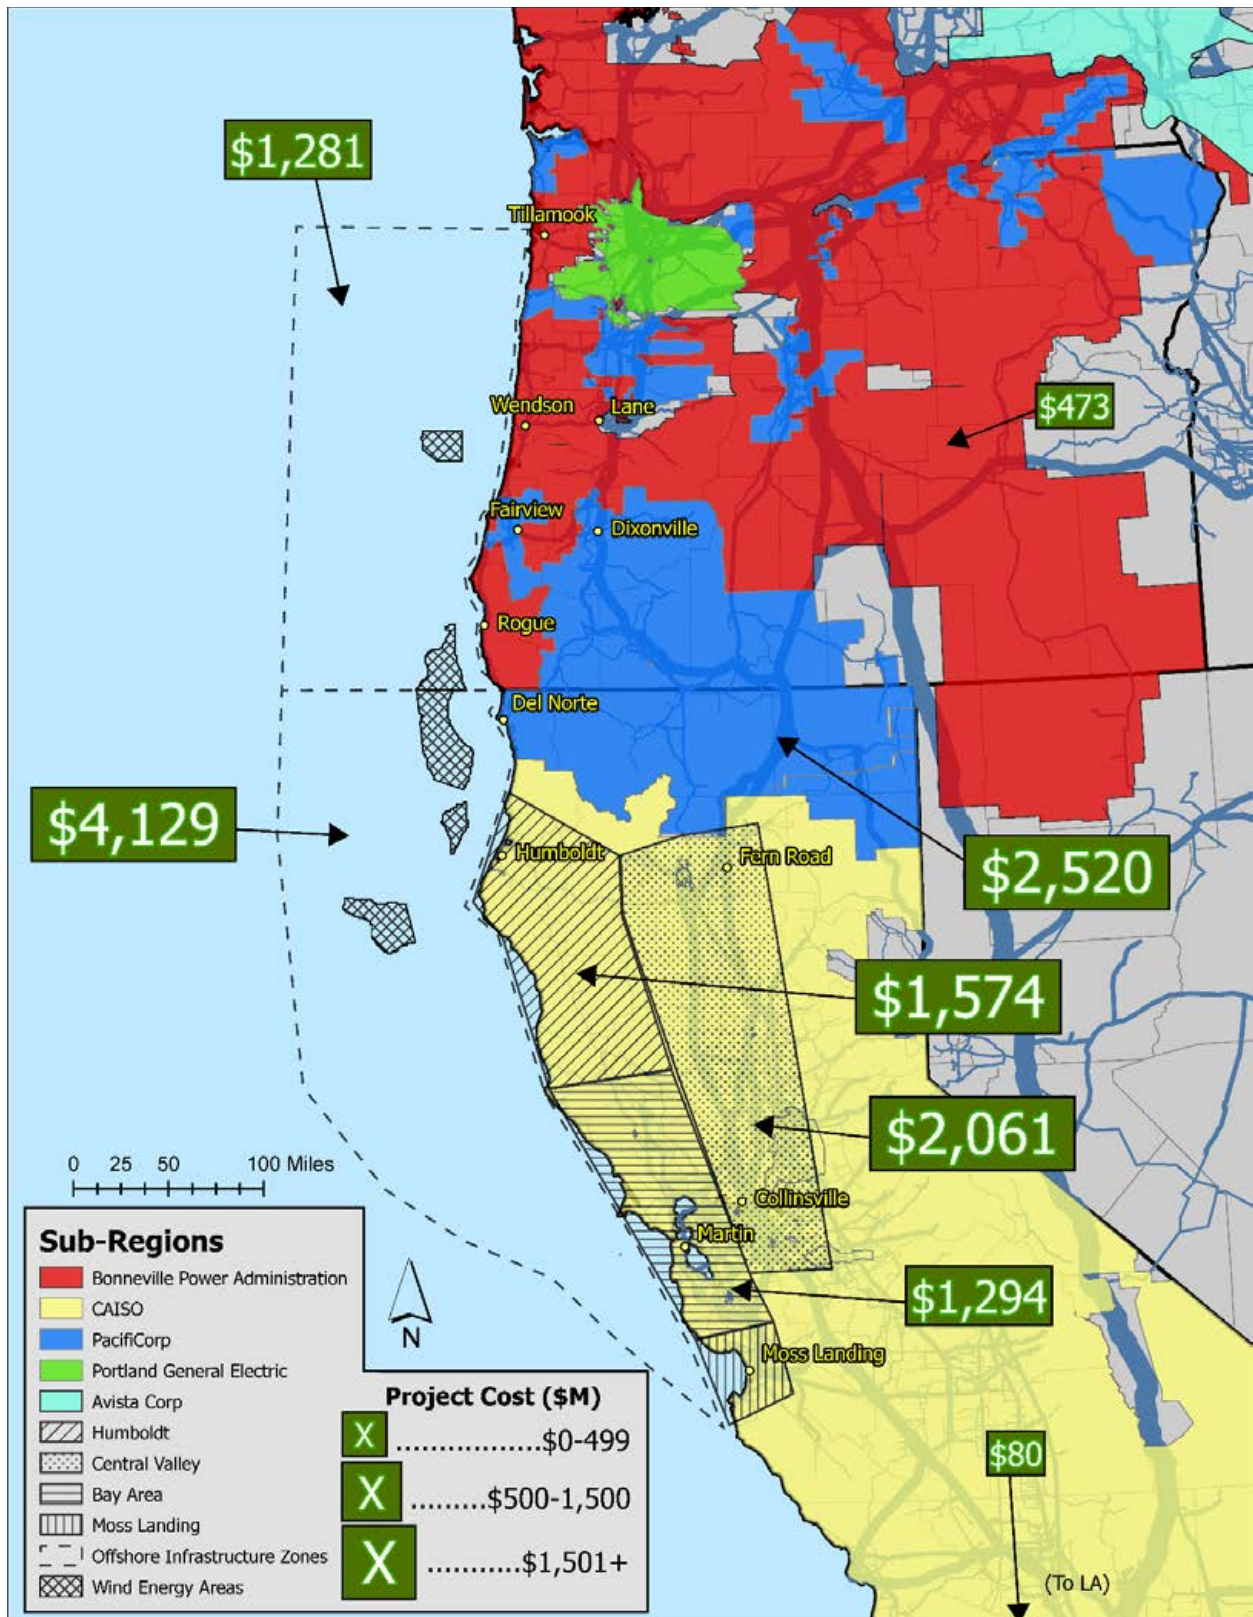 $1,281
Tillamook
$473
Wendson
Lane
Fairview
Dixonville
Rogue
Del Norte
$4,129
Humboldt
Fern Road
$2,520
$1,574
$2,061
0 25 50 100 Miles
Collinsville
Martin
$1,294
Moss Landing
$80
(To LA)
N
Sub-Regions
Bonneville Power Administration
CAISO
PacifiCorp
Portland General Electric
Avista Corp
Humboldt
Central Valley
Bay Area
Moss Landing
Offshore Infrastructure Zones
Wind Energy Areas
Project Cost ($M)
X ..................$0-499
X .........$500-1,500
X ...........$1,501+